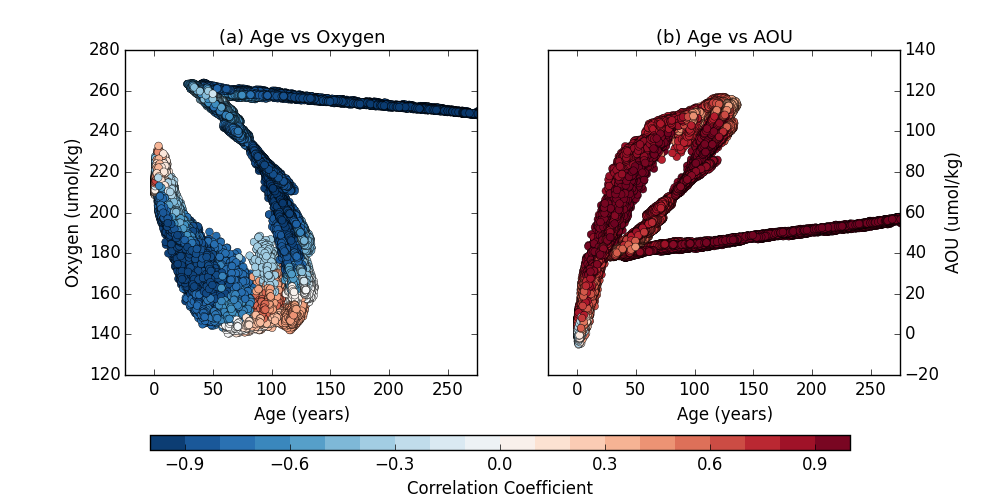 (a) Age vs Oxygen
(b) Age vs AOU
280
260
240
220
200
180
160
140
120
Oxygen (umol/kg)
0 50 100 150 200 250
Age (years)
140
120
100
80
60
40
20
0
−20
AOU (umol/kg)
0 50 100 150 200 250
Age (years)
−0.9 −0.6 −0.3 0.0 0.3 0.6 0.9
Correlation Coefficient